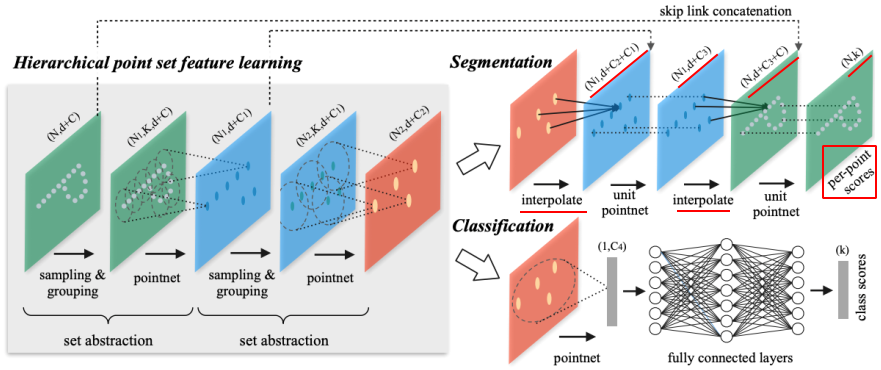 skip link concatenation
Hierarchical point set feature learning
(N,d+C)
(N1,K,d+C)
(N1,d+C1)
(N2,K,d+C1)
(N2,d+C2)
sampling &
grouping
pointnet
sampling &
grouping
pointnet
set abstraction
set abstraction
Segmentation
(N1,d+C2+C1)
(N1,d+C3)
(N,d+C3+C)
(N,k)
per-point
scores
interpolate
unit
pointnet
interpolate
unit
pointnet
Classification
(1,C4)
(k)
class scores
pointnet
fully connected layers